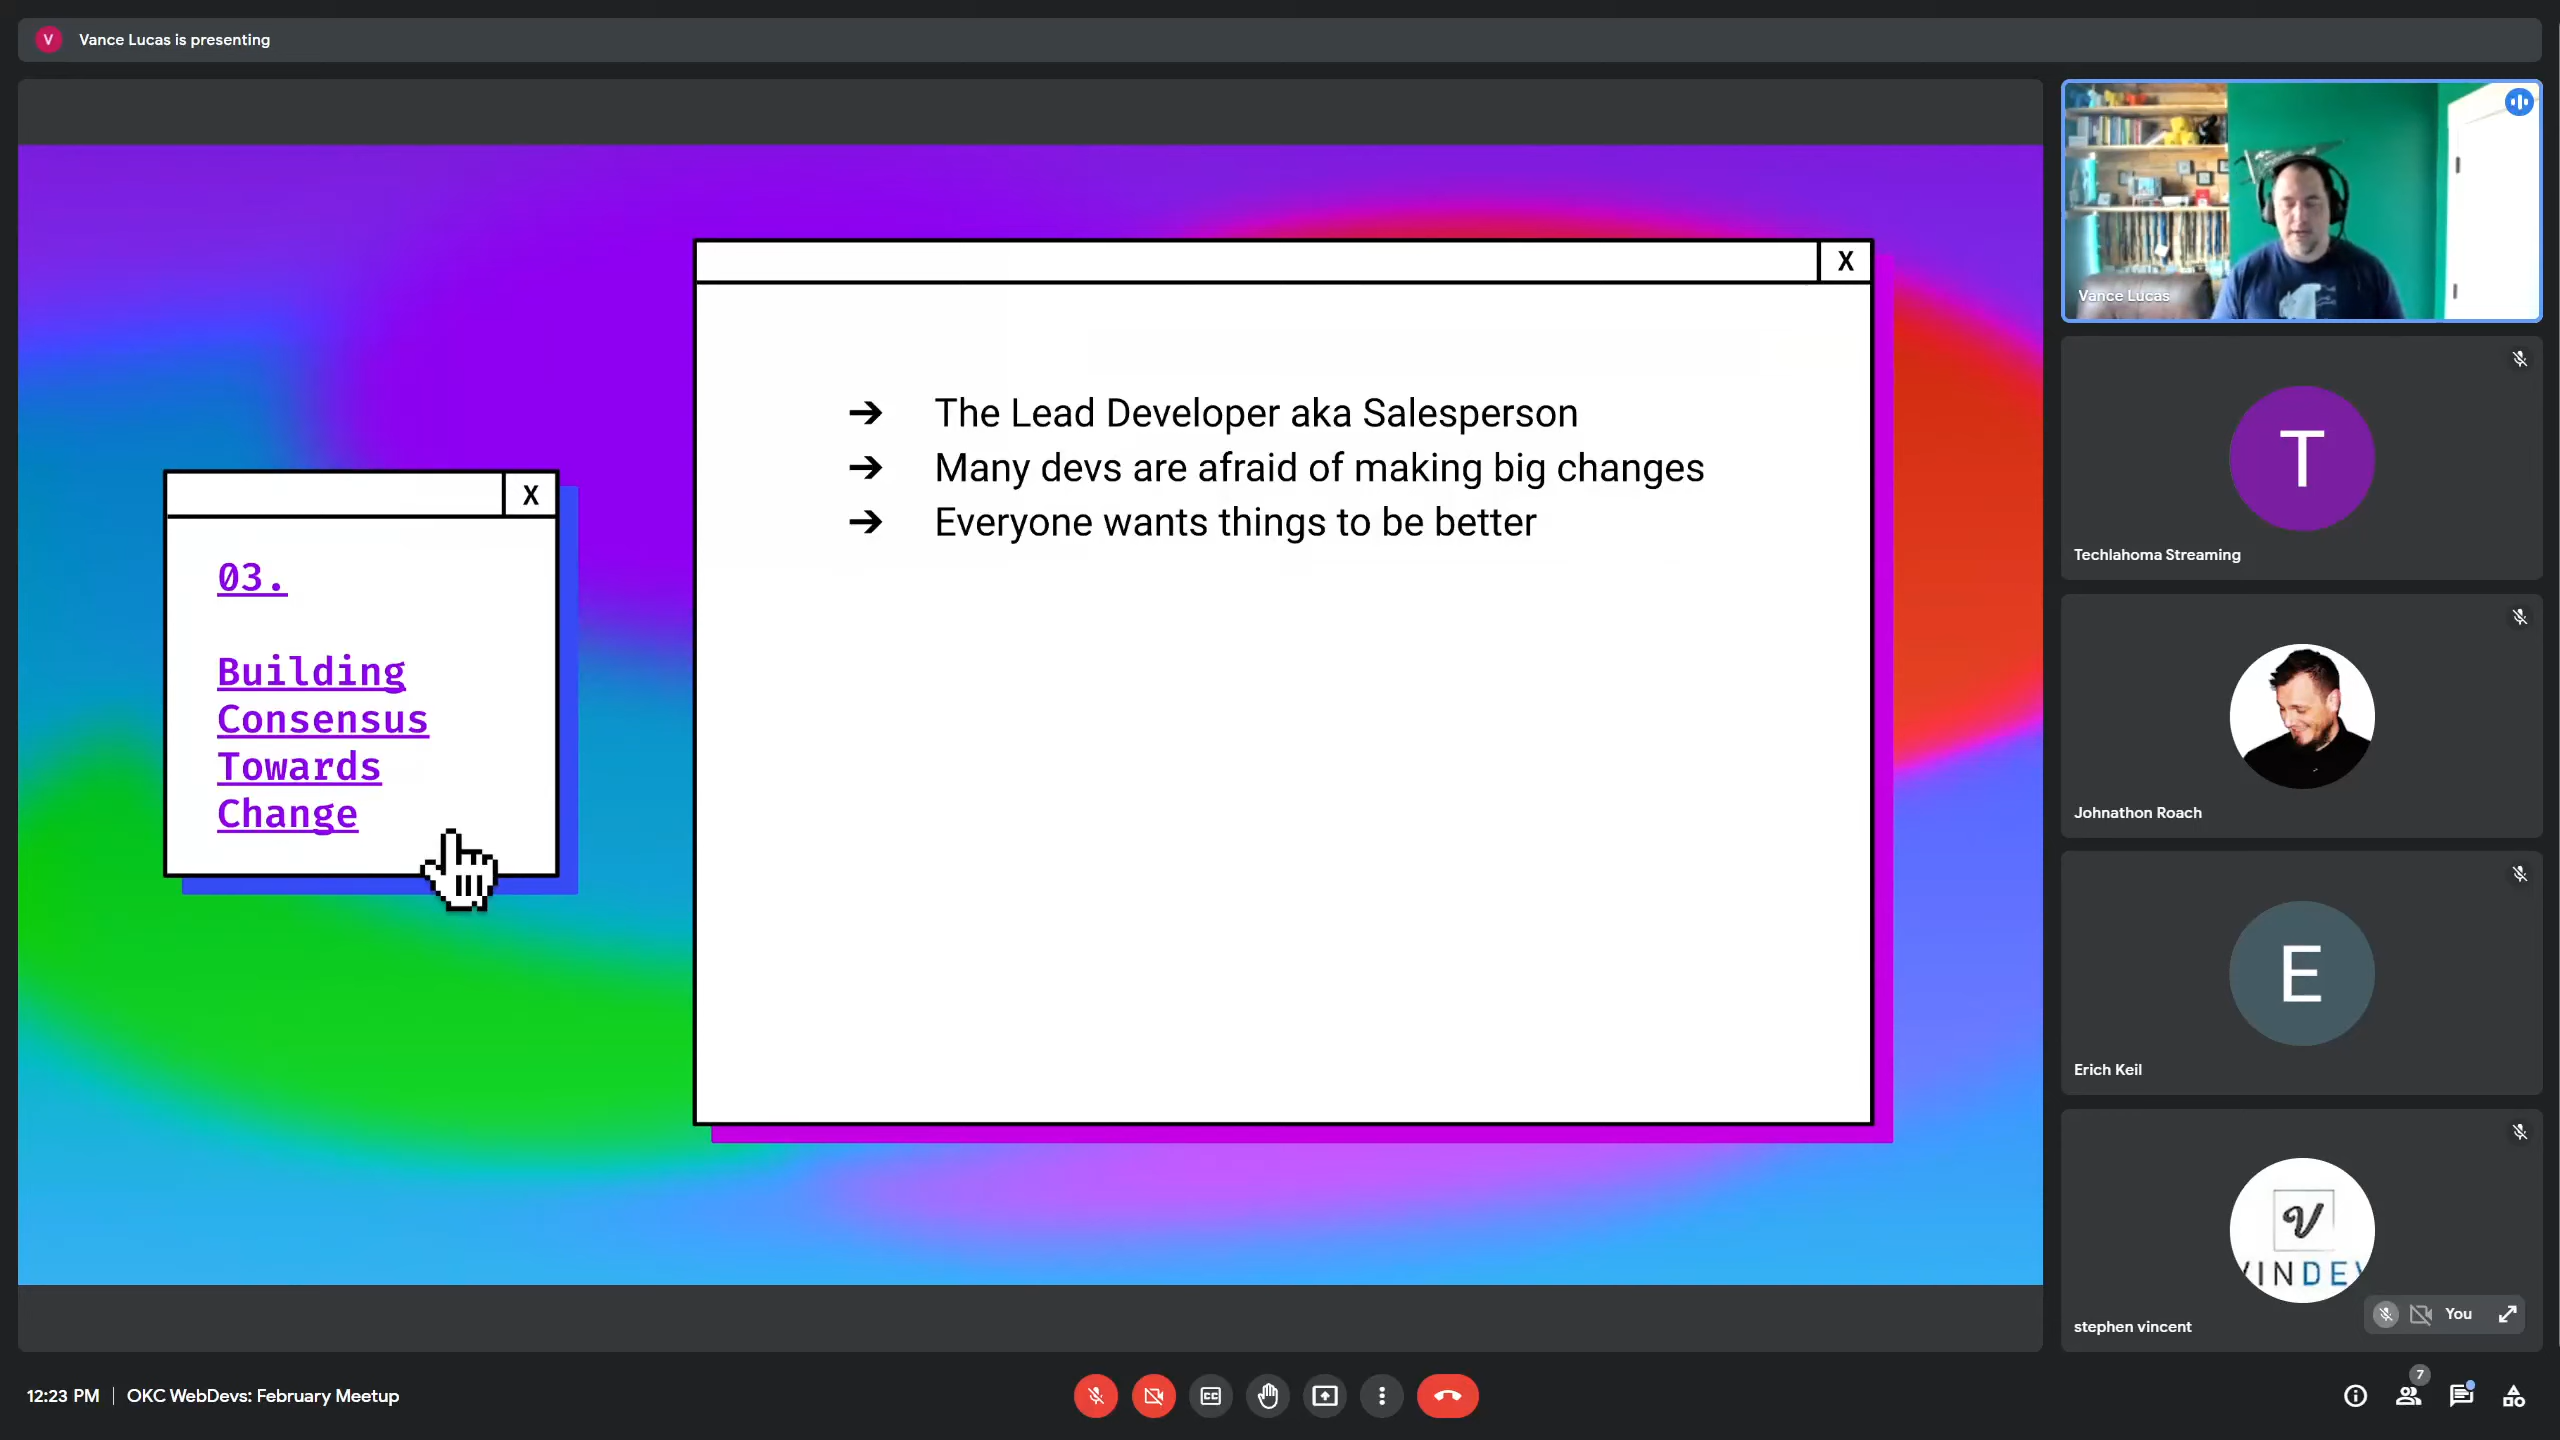 V Vance Lucas is presenting
X
03.
Building
Consensus
Towards
Change
X
➔ The Lead Developer aka Salesperson
➔ Many devs are afraid of making big changes
➔ Everyone wants things to be better
Vance Lucas
T
Techlahoma Streaming
Johnathon Roach
E
Erich Keil
V
VINDEV
You
stephen vincent
12:23 PM | OKC WebDevs: February Meetup
CC
7